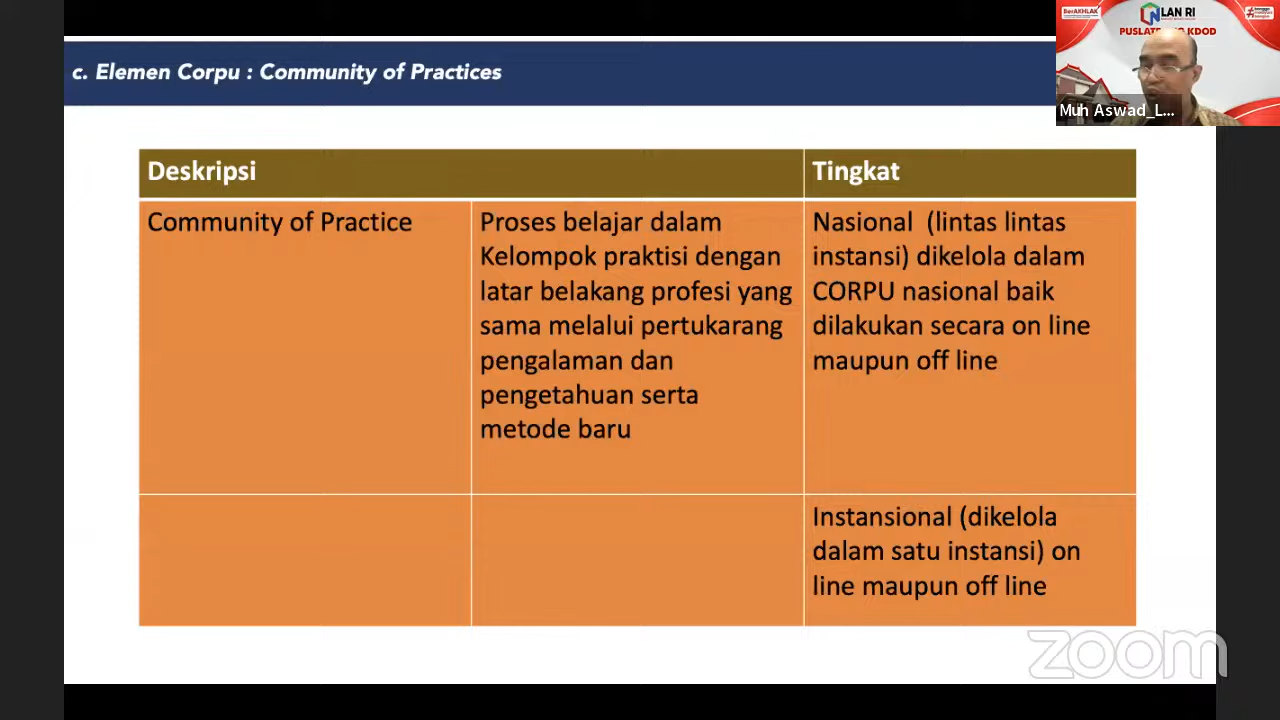 c. Elemen Corpu : Community of Practices
BerAKHLAK
LAN RI
PUSLAT KDOD
Muh Aswad_L...
Deskripsi
Tingkat
Community of Practice
Proses belajar dalam
Kelompok praktisi dengan
latar belakang profesi yang
sama melalui pertukarang
pengalaman dan
pengetahuan serta
metode baru
Nasional (lintas lintas
instansi) dikelola dalam
CORPU nasional baik
dilakukan secara on line
maupun off line
Instansional (dikelola
dalam satu instansi) on
line maupun off line
zoom